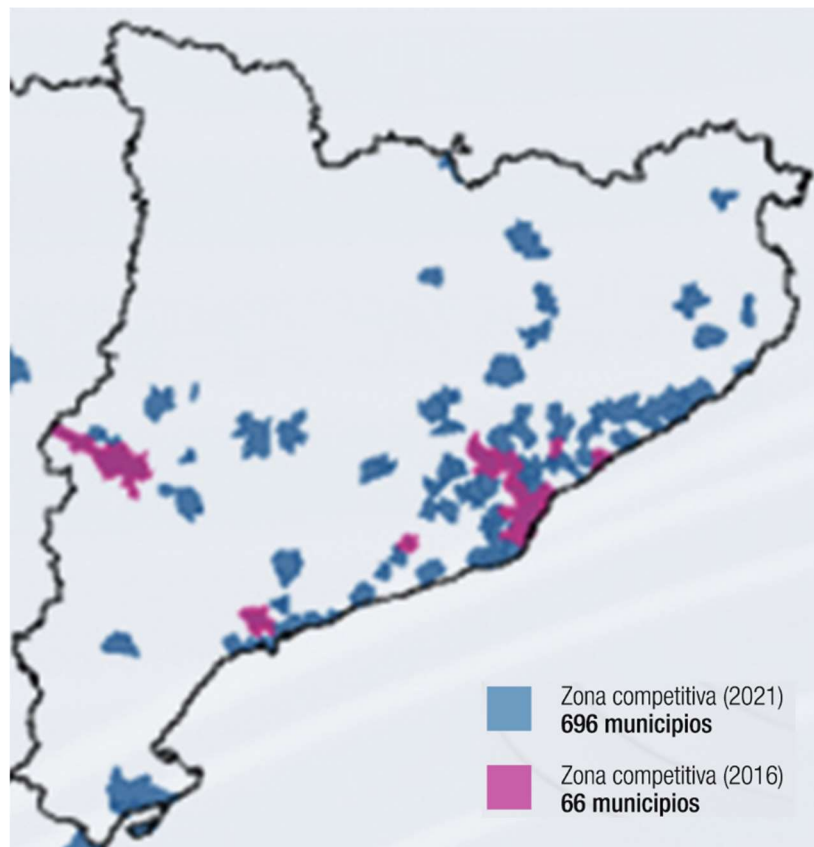 Zona competitiva (2021)
696 municipios
Zona competitiva (2016)
66 municipios